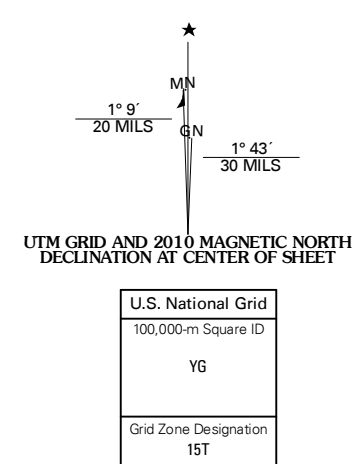 ★
MN
1° 9´
20 MILS
GN
1° 43´
30 MILS
UTM GRID AND 2010 MAGNETIC NORTH
DECLINATION AT CENTER OF SHEET
U.S. National Grid
100,000-m Square ID
YG
Grid Zone Designation
15T